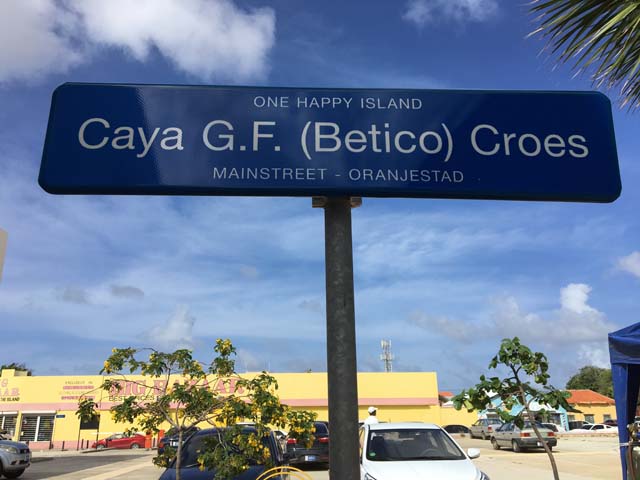 ONE HAPPY ISLAND
Caya G.F. (Betico) Croes
MAINSTREET - ORANJESTAD